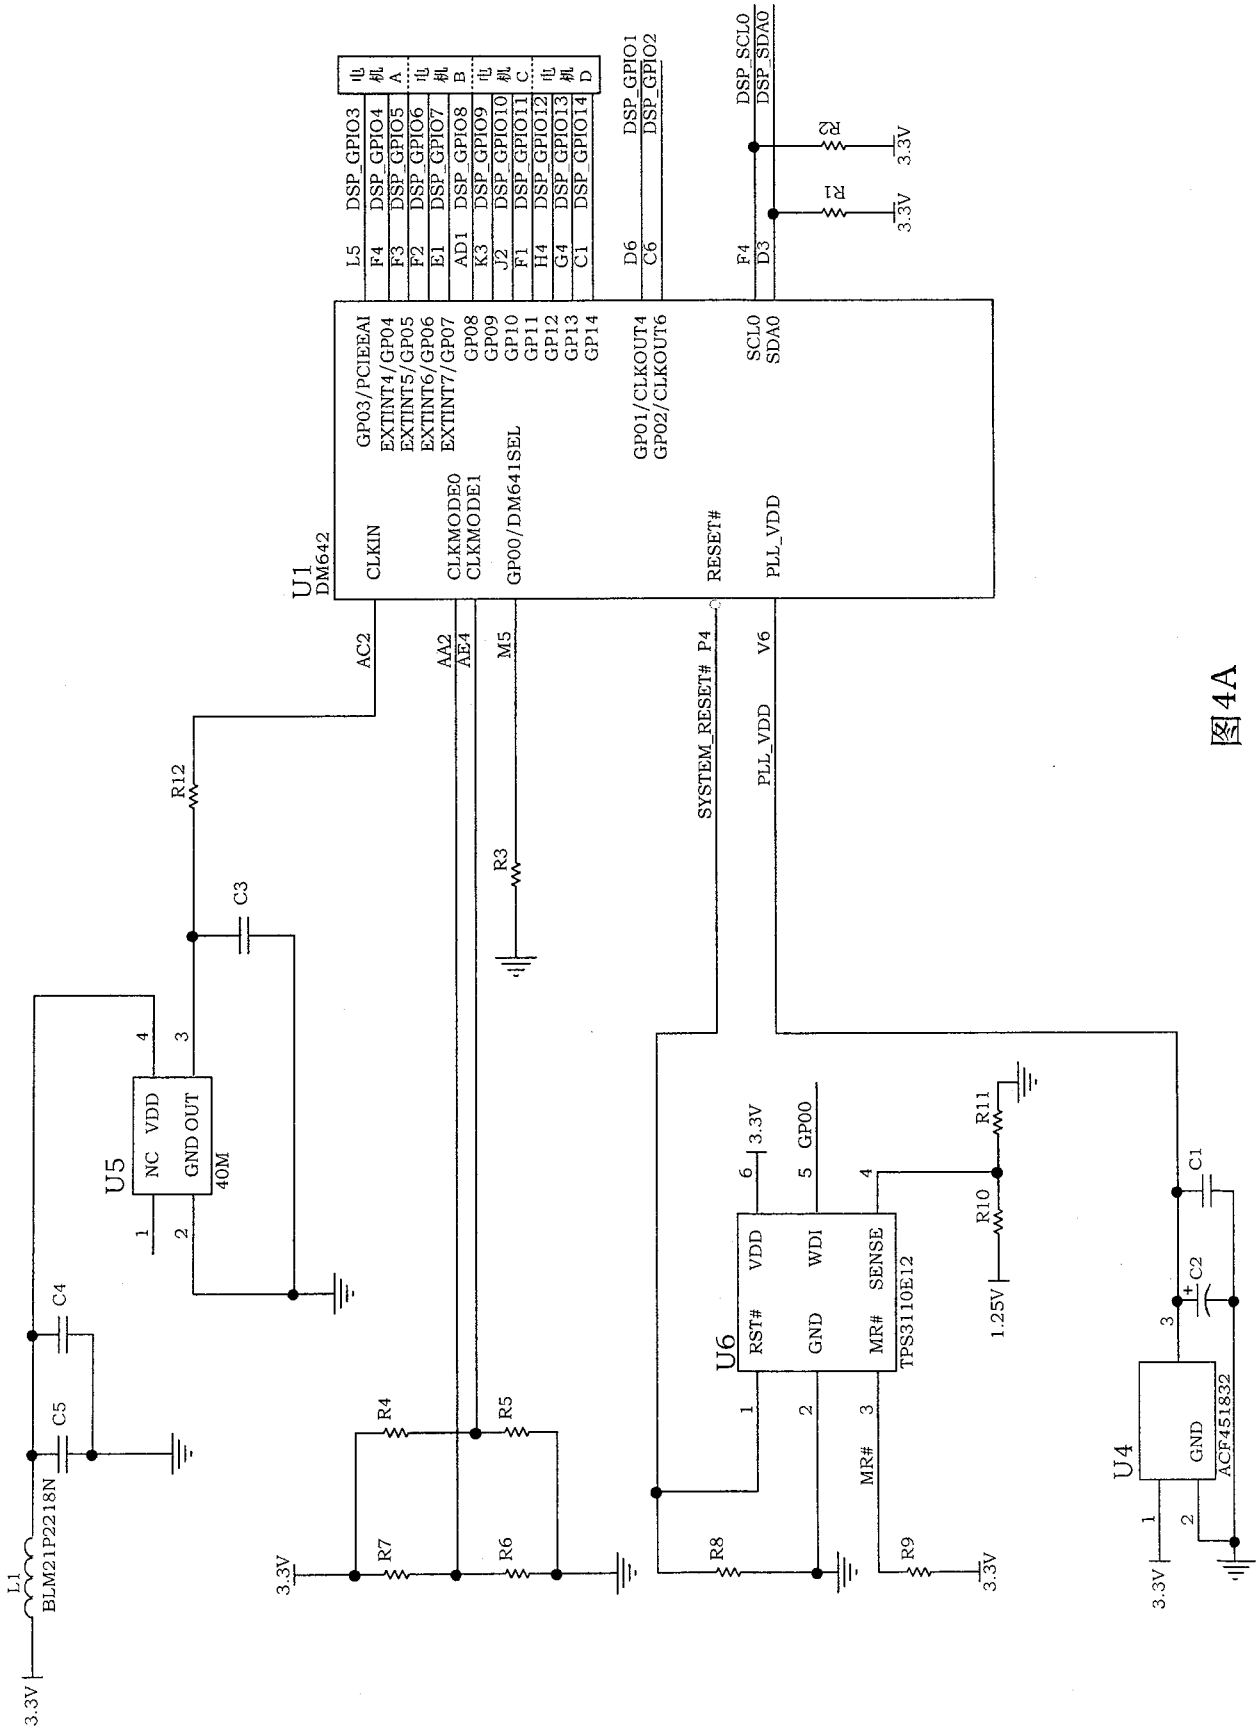 3.3V
L1
BLM21P2218N
C5
C4
U5
NC VDD
GND OUT
40M
1
2
4
3
C3
R12
U1
DM642
AC2
CLKIN
AA2
CLKMODE0
AE4
CLKMODE1
M5
GP00/DM641SEL
R3
GP03/PCIEEAI
L5
DSP_GPIO3
EXTINT4/GP04
F4
DSP_GPIO4
EXTINT5/GP05
F3
DSP_GPIO5
EXTINT6/GP06
F2
DSP_GPIO6
EXTINT7/GP07
E1
DSP_GPIO7
GP08
AD1
DSP_GPIO8
GP09
K3
DSP_GPIO9
GP10
J2
DSP_GPIO10
GP11
F1
DSP_GPIO11
GP12
H4
DSP_GPIO12
GP13
G4
DSP_GPIO13
GP14
C1
DSP_GPIO14
电机A
电机B
电机C
电机D
GP01/CLKOUT4
D6
DSP_GPIO1
GP02/CLKOUT6
C6
DSP_GPIO2
SCL0
F4
DSP_SCL0
SDA0
D3
DSP_SDA0
R1
R2
3.3V
3.3V
RESET#
P4
SYSTEM_RESET#
PLL_VDD
V6
PLL_VDD
3.3V
R7
R4
R6
R5
U6
RST#
VDD
GND
WDI
MR#
SENSE
TPS3110E12
1
2
3
6
5
4
3.3V
GP00
MR#
R8
R9
3.3V
1.25V
R10
R11
U4
GND
ACF451832
3.3V
1
2
3
C2
+
C1
图4A